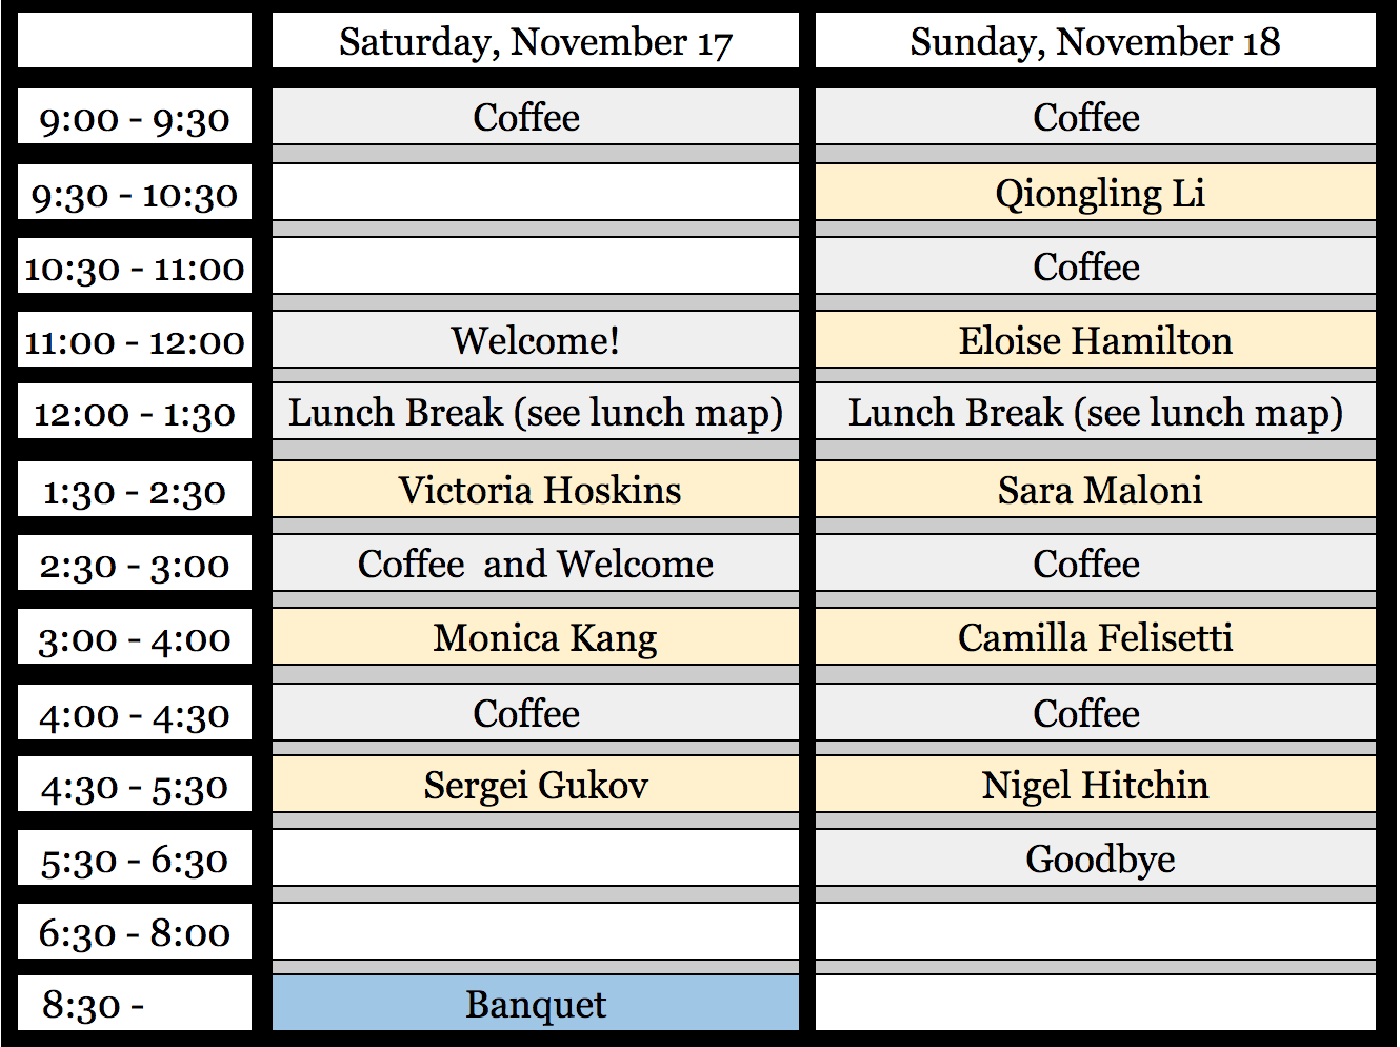 Saturday, November 17 Sunday, November 18
9:00 - 9:30 Coffee Coffee
9:30 - 10:30 Qiongling Li
10:30 - 11:00 Coffee
11:00 - 12:00 Welcome! Eloise Hamilton
12:00 - 1:30 Lunch Break (see lunch map) Lunch Break (see lunch map)
1:30 - 2:30 Victoria Hoskins Sara Maloni
2:30 - 3:00 Coffee and Welcome Coffee
3:00 - 4:00 Monica Kang Camilla Felisetti
4:00 - 4:30 Coffee Coffee
4:30 - 5:30 Sergei Gukov Nigel Hitchin
5:30 - 6:30 Goodbye
6:30 - 8:00
8:30 - Banquet